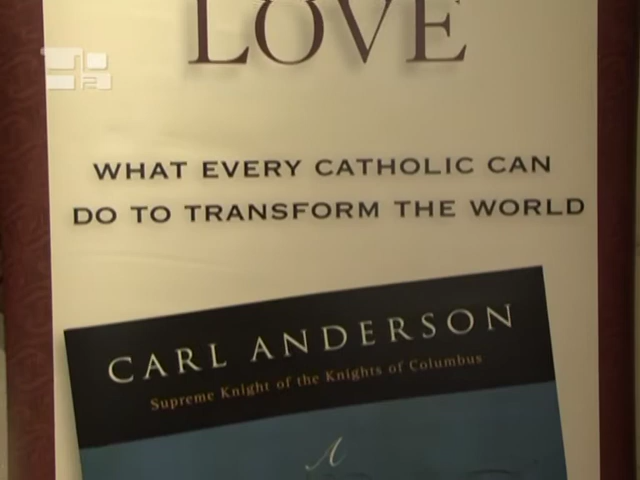 LOVE
WHAT EVERY CATHOLIC CAN
DO TO TRANSFORM THE WORLD
CARL ANDERSON
Supreme Knight of the Knights of Columbus
A